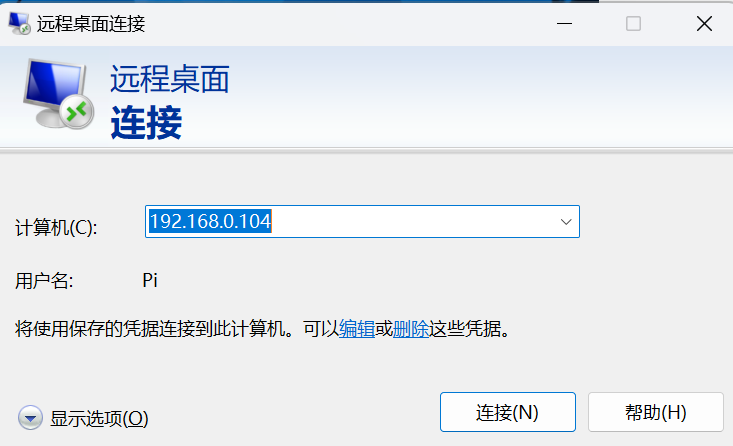 远程桌面连接
远程桌面
连接
计算机(C):
192.168.0.104
用户名:
Pi
将使用保存的凭据连接到此计算机。可以编辑或删除这些凭据。
显示选项(O)
连接(N)
帮助(H)